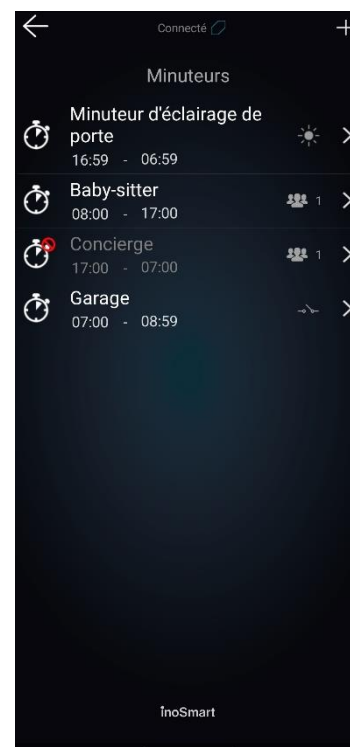 Connecté
Minuteurs
Minuteur d'éclairage de
porte
16:59 - 06:59
Baby-sitter
08:00 - 17:00
1
Concierge
17:00 - 07:00
1
Garage
07:00 - 08:59
inoSmart